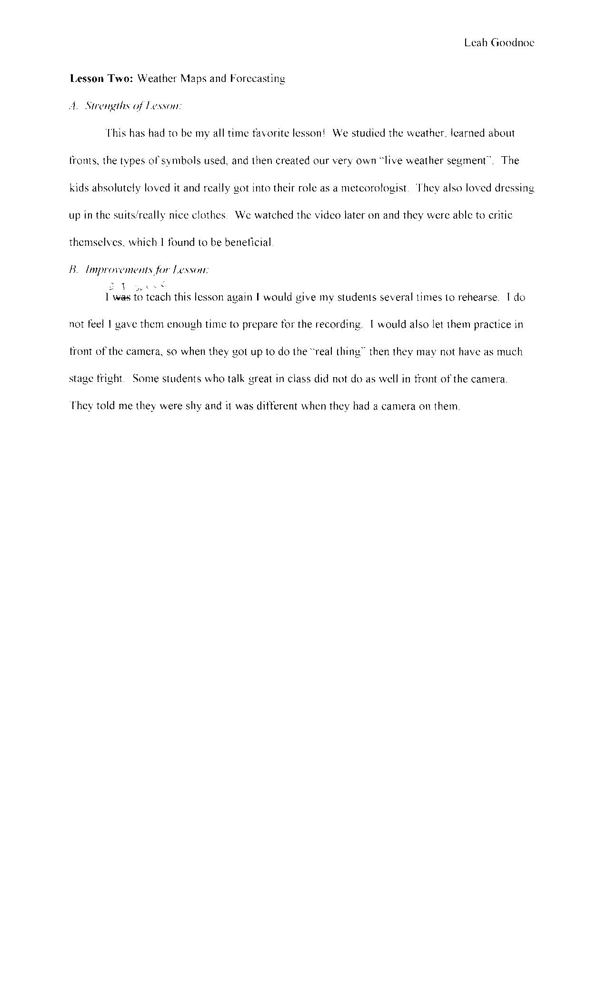 Leah Goodnoe
Lesson Two: Weather Maps and Forecasting
A. Strengths of Lesson:
This has had to be my all time favorite lesson! We studied the weather, learned about
fronts, the types of symbols used, and then created our very own “live weather segment”. The
kids absolutely loved it and really got into their role as a meteorologist. They also loved dressing
up in the suits/really nice clothes. We watched the video later on and they were able to critic
themselves, which I found to be beneficial.
B. Improvements for Lesson:
I was to teach this lesson again I would give my students several times to rehearse. I do
not feel I gave them enough time to prepare for the recording. I would also let them practice in
front of the camera, so when they got up to do the “real thing” then they may not have as much
stage fright. Some students who talk great in class did not do as well in front of the camera.
They told me they were shy and it was different when they had a camera on them.